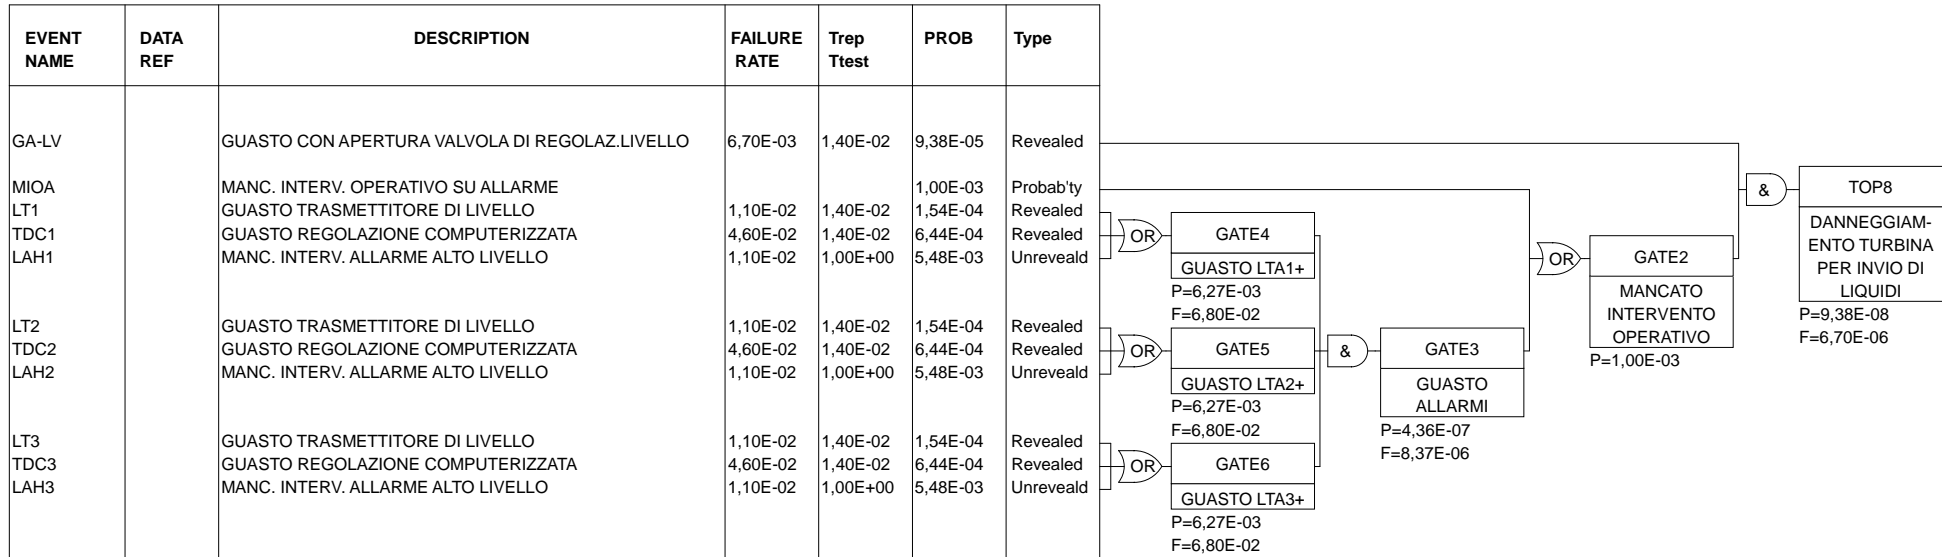 EVENT NAME DATA REF DESCRIPTION FAILURE RATE Trep Ttest PROB Type
GA-LV GUASTO CON APERTURA VALVOLA DI REGOLAZ.LIVELLO 6,70E-03 1,40E-02 9,38E-05 Revealed
MIOA MANC. INTERV. OPERATIVO SU ALLARME 1,00E-03 Probab'ty
LT1 GUASTO TRASMETTITORE DI LIVELLO 1,10E-02 1,40E-02 1,54E-04 Revealed
TDC1 GUASTO REGOLAZIONE COMPUTERIZZATA 4,60E-02 1,40E-02 6,44E-04 Revealed
LAH1 MANC. INTERV. ALLARME ALTO LIVELLO 1,10E-02 1,00E+00 5,48E-03 Unreveald
LT2 GUASTO TRASMETTITORE DI LIVELLO 1,10E-02 1,40E-02 1,54E-04 Revealed
TDC2 GUASTO REGOLAZIONE COMPUTERIZZATA 4,60E-02 1,40E-02 6,44E-04 Revealed
LAH2 MANC. INTERV. ALLARME ALTO LIVELLO 1,10E-02 1,00E+00 5,48E-03 Unreveald
LT3 GUASTO TRASMETTITORE DI LIVELLO 1,10E-02 1,40E-02 1,54E-04 Revealed
TDC3 GUASTO REGOLAZIONE COMPUTERIZZATA 4,60E-02 1,40E-02 6,44E-04 Revealed
LAH3 MANC. INTERV. ALLARME ALTO LIVELLO 1,10E-02 1,00E+00 5,48E-03 Unreveald
OR
GATE4
GUASTO LTA1+
P=6,27E-03
F=6,80E-02
OR
GATE5
GUASTO LTA2+
P=6,27E-03
F=6,80E-02
OR
GATE6
GUASTO LTA3+
P=6,27E-03
F=6,80E-02
&
GATE3
GUASTO
ALLARMI
P=4,36E-07
F=8,37E-06
OR
GATE2
MANCATO
INTERVENTO
OPERATIVO
P=1,00E-03
&
TOP8
DANNEGGIAM-
ENTO TURBINA
PER INVIO DI
LIQUIDI
P=9,38E-08
F=6,70E-06